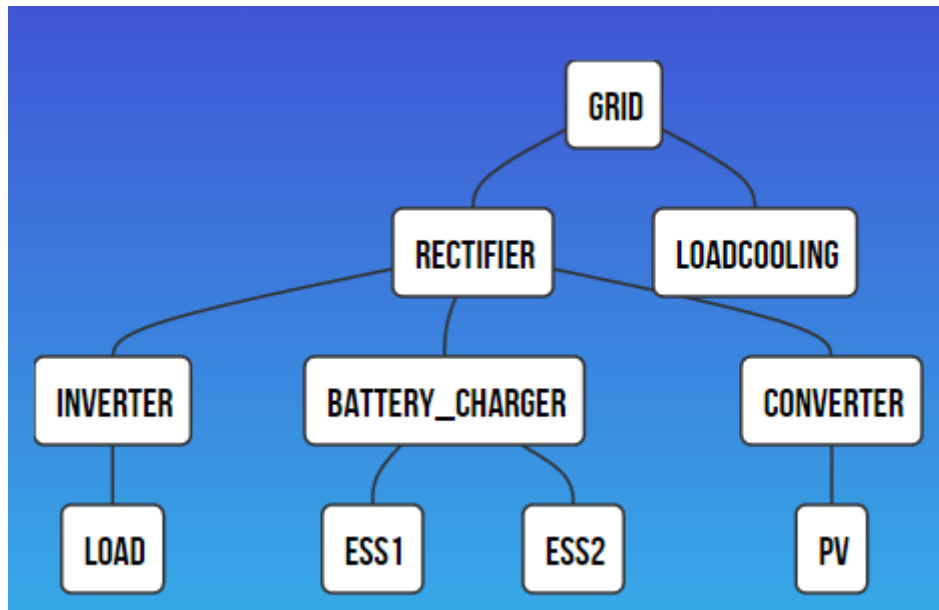 GRID
RECTIFIER
LOADCOOLING
INVERTER
BATTERY_CHARGER
CONVERTER
LOAD
ESS1
ESS2
PV